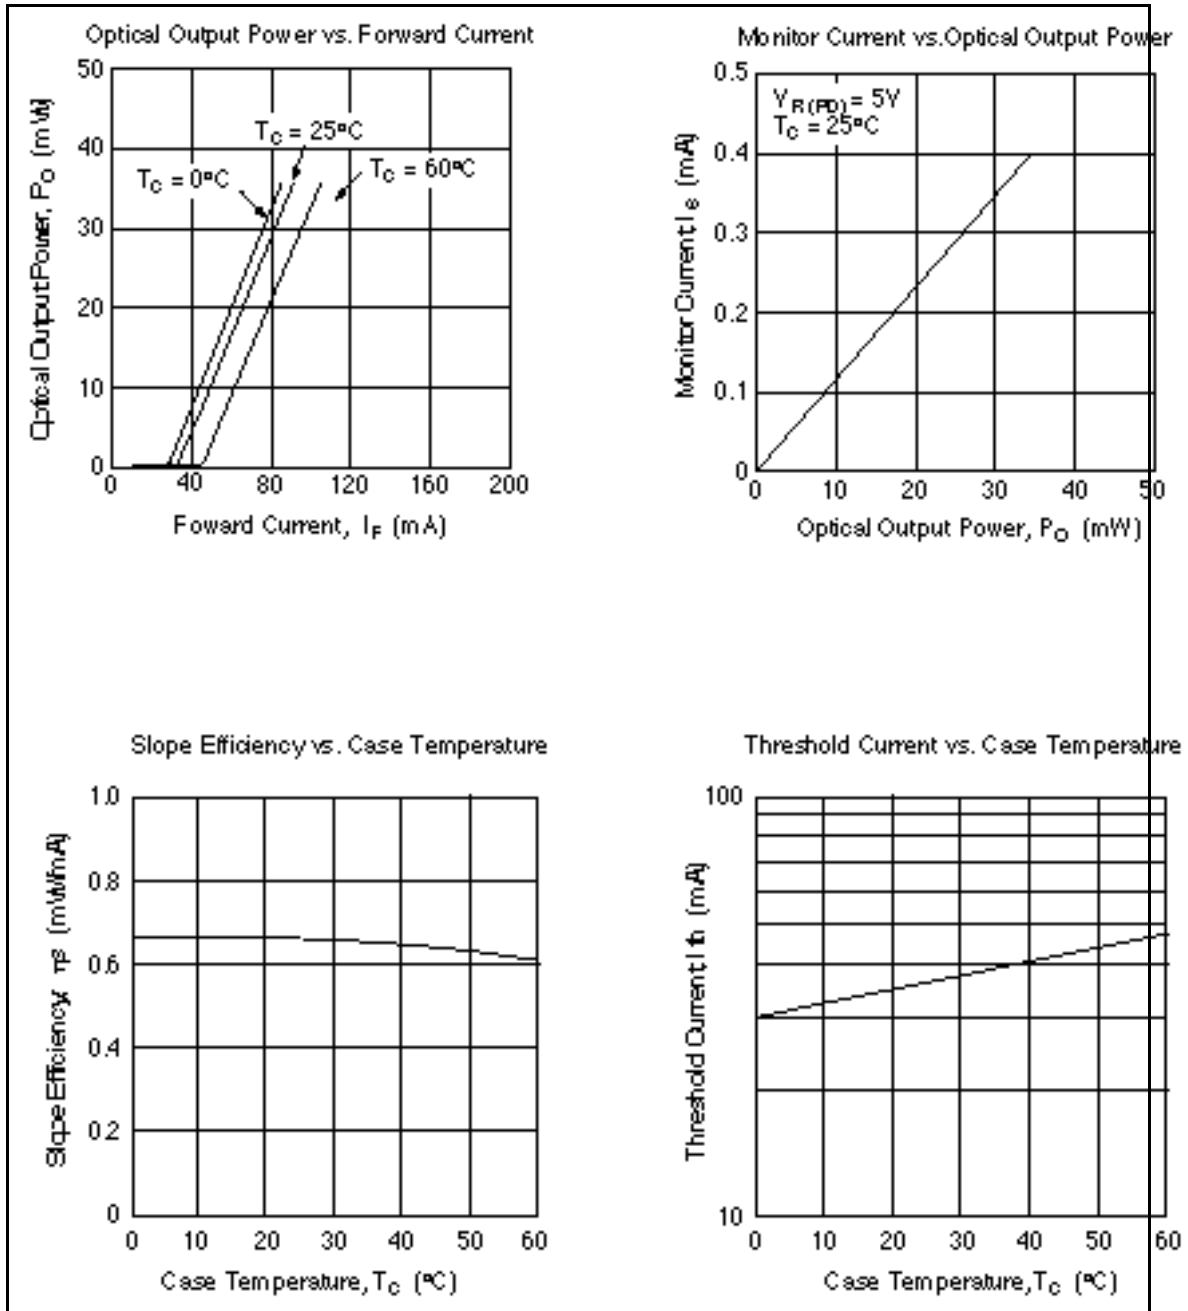 Optical Output Power vs. Forward Current
50
40
30
20
10
0
Optical Output Power, PO (mW)
TC = 25°C
TC = 0°C
TC = 60°C
0 40 80 120 160 200
Foward Current, IF (mA)
Monitor Current vs.Optical Output Power
0.5
0.4
0.3
0.2
0.1
0
Monitor Current I e (mA)
VR(PD) = 5V
TC = 25°C
0 10 20 30 40 50
Optical Output Power, PO (mW)
Slope Efficiency vs. Case Temperature
1.0
0.8
0.6
0.4
0.2
0
Slope Efficiency, ηs (mW/mA)
0 10 20 30 40 50 60
Case Temperature, TC (°C)
Threshold Current vs. Case Temperature
100
10
Threshold Current I th (mA)
0 10 20 30 40 50 60
Case Temperature,TC (°C)